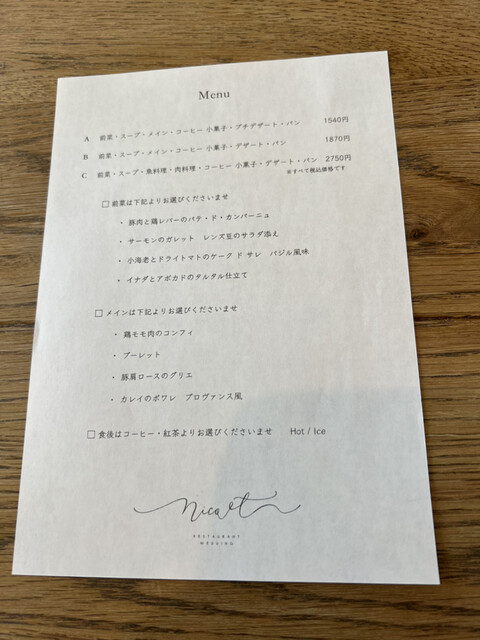 Menu
A 前菜・スープ・メイン・コーヒー 小菓子・プチデザート・パン 1540円
B 前菜・スープ・メイン・コーヒー 小菓子・デザート・パン 1870円
C 前菜・スープ・魚料理・肉料理・コーヒー 小菓子・デザート・パン 2750円
※すべて税込価格です
□ 前菜は下記よりお選びくださいませ
・ 豚肉と鶏レバーのパテ・ド・カンパーニュ
・ サーモンのガレット レンズ豆のサラダ添え
・ 小海老とドライトマトのケーク ド サレ バジル風味
・ イナダとアボカドのタルタル仕立て
□ メインは下記よりお選びくださいませ
・ 鶏モモ肉のコンフィ
・ ブーレット
・ 豚肩ロースのグリエ
・ カレイのポワレ プロヴァンス風
□ 食後はコーヒー・紅茶よりお選びくださいませ Hot / Ice
nicoet
RESTAURANT
WEDDING